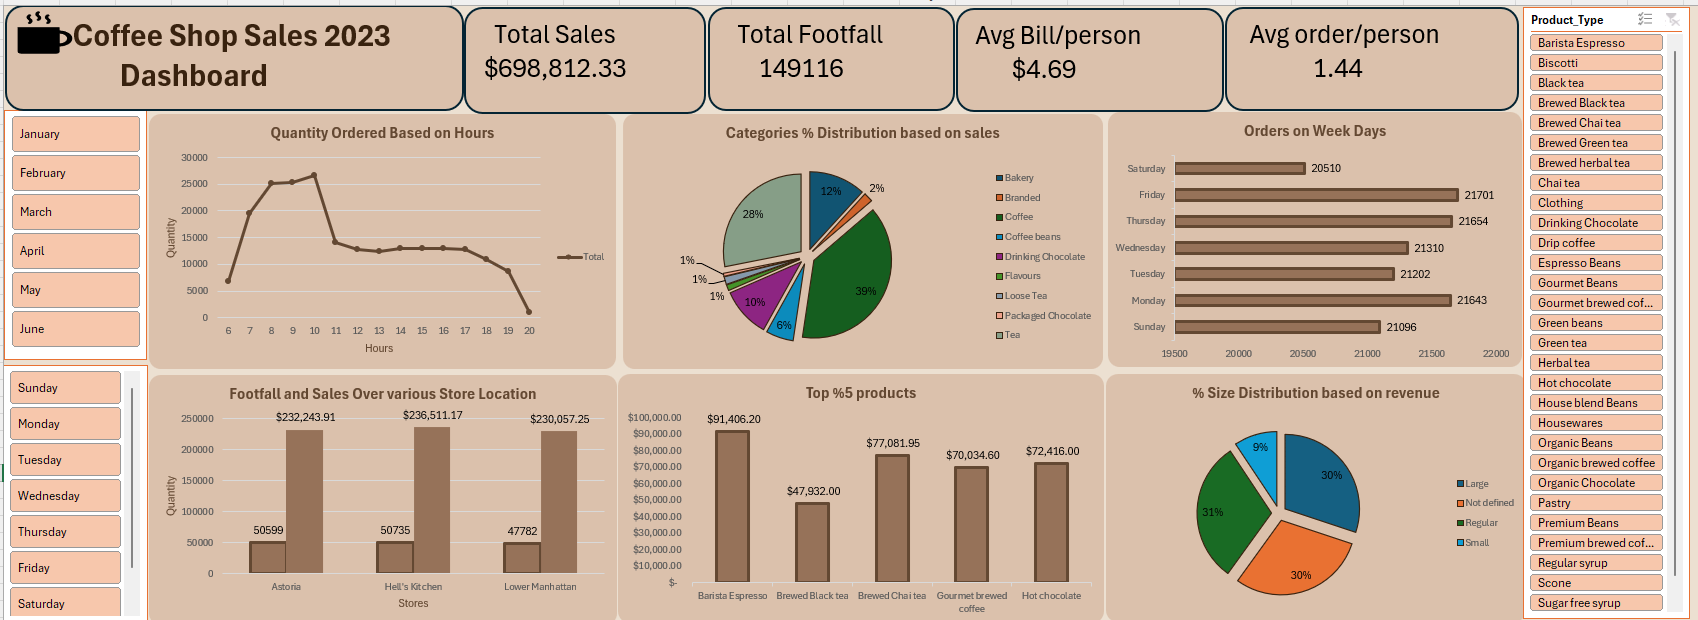 Coffee Shop Sales 2023
Dashboard
Total Sales
$698,812.33
Total Footfall
149116
Avg Bill/person
$4.69
Avg order/person
1.44
January
February
March
April
May
June
Sunday
Monday
Tuesday
Wednesday
Thursday
Friday
Saturday
Quantity Ordered Based on Hours
Quantity
30000
25000
20000
15000
10000
5000
0
6 7 8 9 10 11 12 13 14 15 16 17 18 19 20
Hours
Total
Categories % Distribution based on sales
12%
2%
39%
6%
10%
1%
1%
1%
28%
Bakery
Branded
Coffee
Coffee beans
Drinking Chocolate
Flavours
Loose Tea
Packaged Chocolate
Tea
Orders on Week Days
Saturday 20510
Friday 21701
Thursday 21654
Wednesday 21310
Tuesday 21202
Monday 21643
Sunday 21096
19500 20000 20500 21000 21500 22000
Footfall and Sales Over various Store Location
Quantity
250000
200000
150000
100000
50000
0
$232,243.91
$236,511.17
$230,057.25
50599
50735
47782
Astoria
Hell's Kitchen
Lower Manhattan
Stores
Top %5 products
$100,000.00
$90,000.00
$80,000.00
$70,000.00
$60,000.00
$50,000.00
$40,000.00
$30,000.00
$20,000.00
$10,000.00
$-
$91,406.20
$47,932.00
$77,081.95
$70,034.60
$72,416.00
Barista Espresso
Brewed Black tea
Brewed Chai tea
Gourmet brewed
coffee
Hot chocolate
% Size Distribution based on revenue
30%
30%
31%
9%
Large
Not defined
Regular
Small
Product_Type
Barista Espresso
Biscotti
Black tea
Brewed Black tea
Brewed Chai tea
Brewed Green tea
Brewed herbal tea
Chai tea
Clothing
Drinking Chocolate
Drip coffee
Espresso Beans
Gourmet Beans
Gourmet brewed cof...
Green beans
Green tea
Herbal tea
Hot chocolate
House blend Beans
Housewares
Organic Beans
Organic brewed coffee
Organic Chocolate
Pastry
Premium Beans
Premium brewed cof...
Regular syrup
Scone
Sugar free syrup